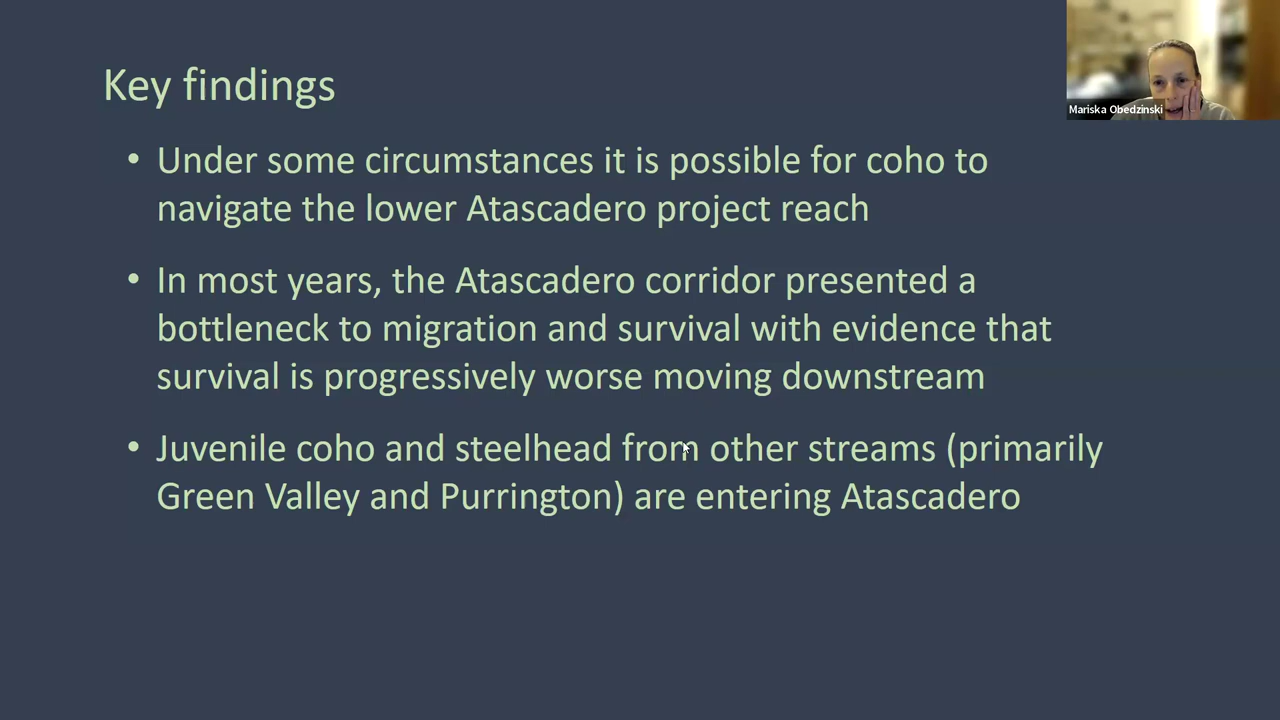 Key findings
Mariska Obedzinski
• Under some circumstances it is possible for coho to
navigate the lower Atascadero project reach
• In most years, the Atascadero corridor presented a
bottleneck to migration and survival with evidence that
survival is progressively worse moving downstream
• Juvenile coho and steelhead from other streams (primarily
Green Valley and Purrington) are entering Atascadero